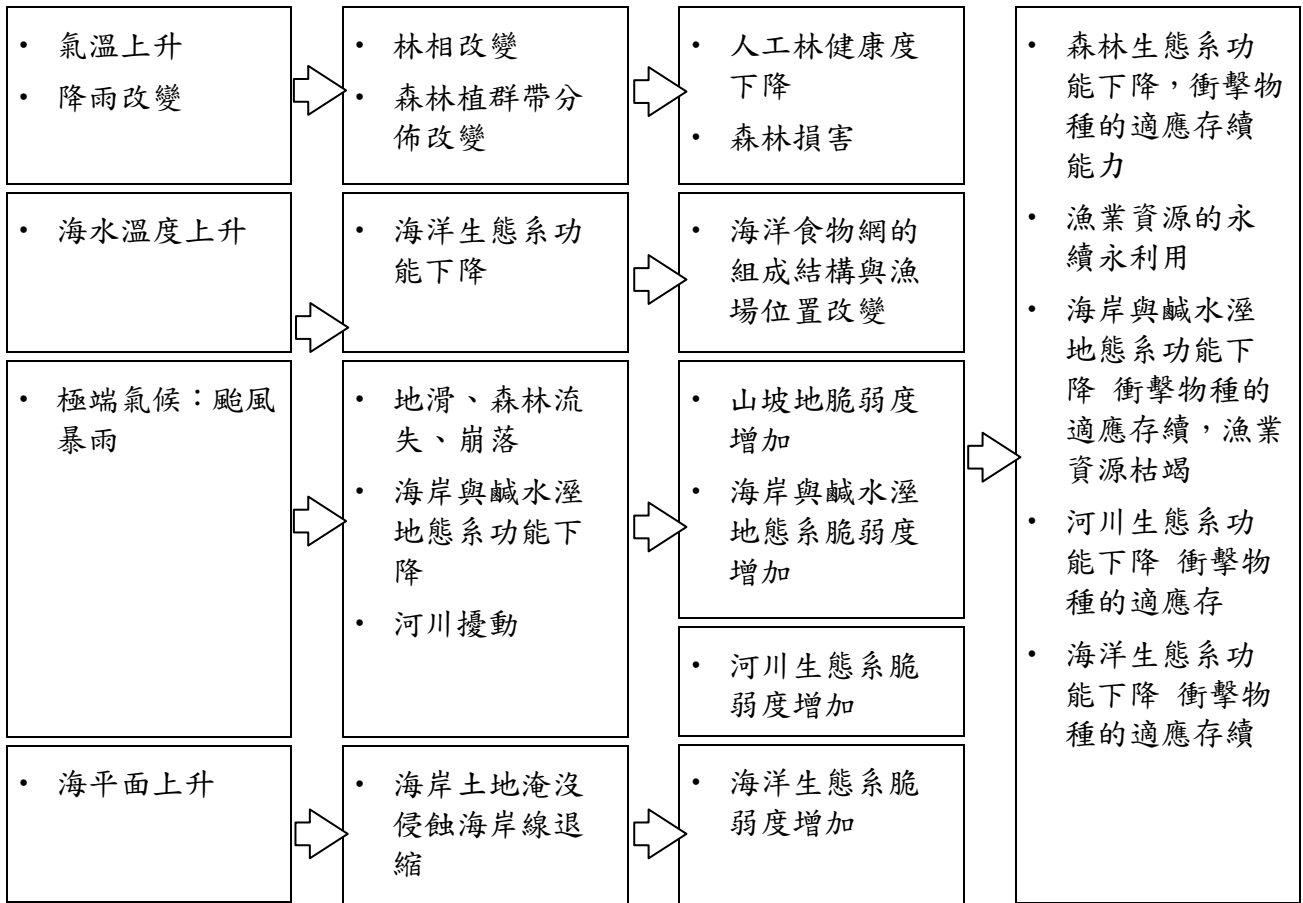 • 氣溫上升
• 降雨改變
• 林相改變
• 森林植群帶分
佈改變
• 人工林健康度
下降
• 森林損害
• 海水溫度上升
• 海洋生態系功
能下降
• 海洋食物網的
組成結構與漁
場位置改變
• 極端氣候：颱風
暴雨
• 地滑、森林流
失、崩落
• 海岸與鹹水溼
地態系功能下
降
• 河川擾動
• 山坡地脆弱度
增加
• 海岸與鹹水溼
地態系脆弱度
增加
• 河川生態系脆
弱度增加
• 海平面上升
• 海岸土地淹沒
侵蝕海岸線退
縮
• 海洋生態系脆
弱度增加
• 森林生態系功
能下降，衝擊物
種的適應存續
能力
• 漁業資源的永
續永利用
• 海岸與鹹水溼
地態系功能下
降 衝擊物種的
適應存續，漁業
資源枯竭
• 河川生態系功
能下降 衝擊物
種的適應存
• 海洋生態系功
能下降 衝擊物
種的適應存續